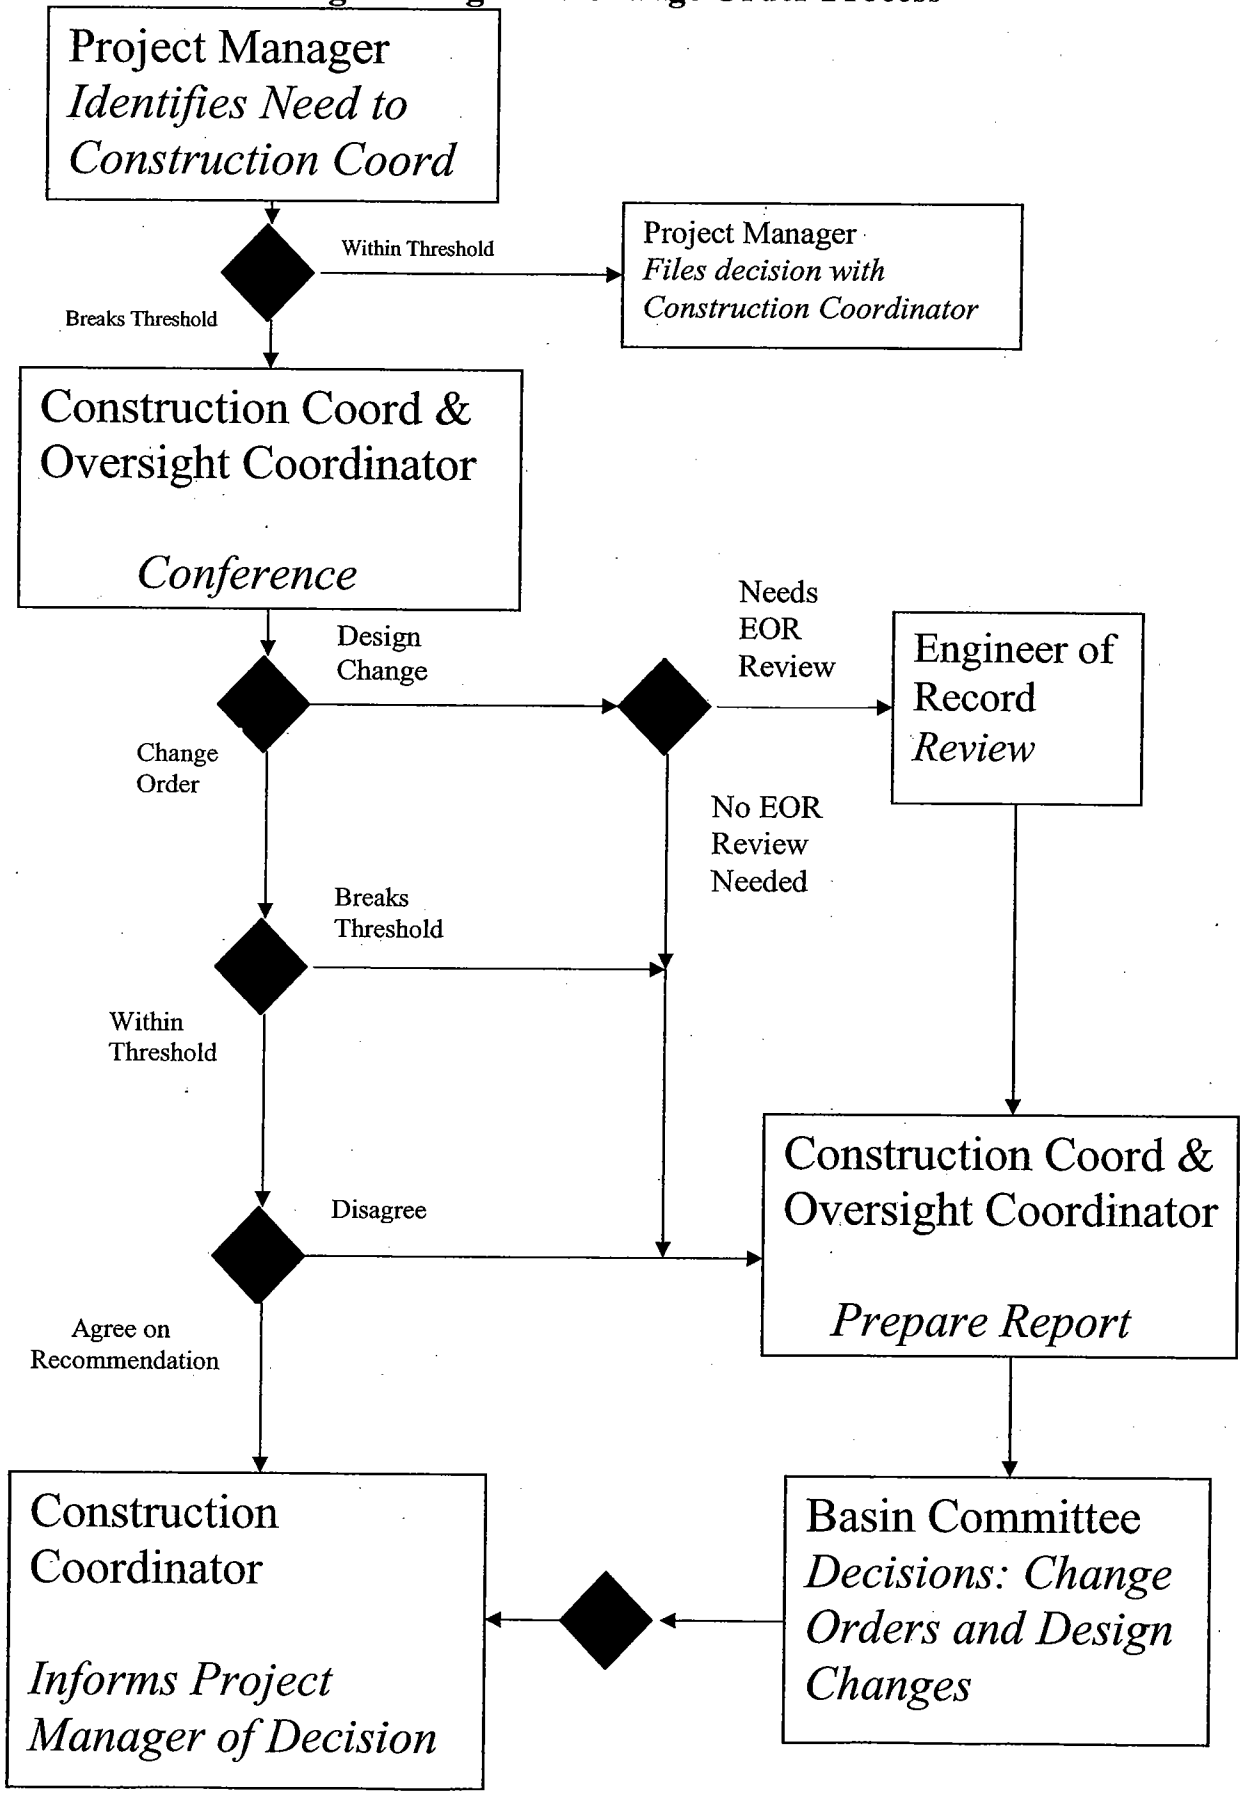 Order Process
Project Manager
Identifies Need to
Construction Coord
Within Threshold
Project Manager
Files decision with
Construction Coordinator
Breaks Threshold
Construction Coord &
Oversight Coordinator
Conference
Design
Change
Needs
EOR
Review
Engineer of
Record
Review
Change
Order
No EOR
Review
Needed
Breaks
Threshold
Within
Threshold
Construction Coord &
Oversight Coordinator
Prepare Report
Disagree
Agree on
Recommendation
Construction
Coordinator
Informs Project
Manager of Decision
Basin Committee
Decisions: Change
Orders and Design
Changes